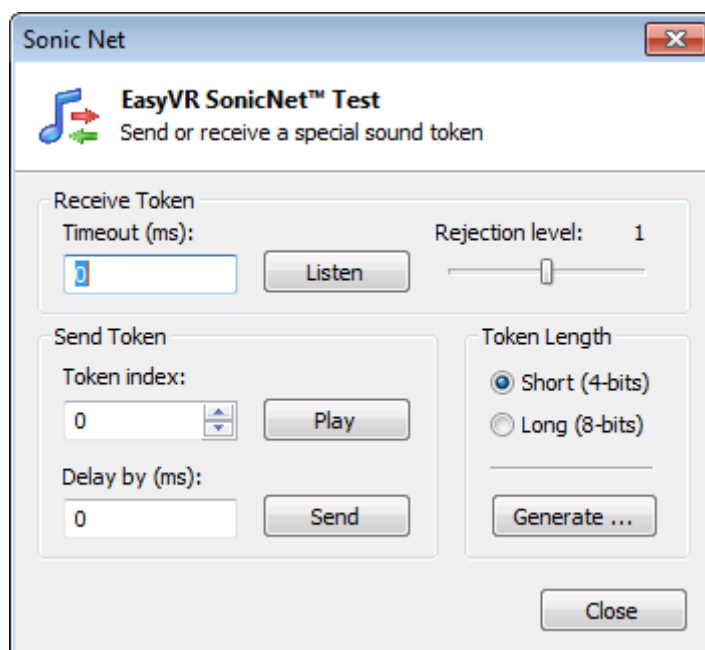 Sonic Net
EasyVR SonicNet™ Test
Send or receive a special sound token
Receive Token
Timeout (ms):
Rejection level: 1
0
Listen
Send Token
Token index:
0
Play
Delay by (ms):
0
Send
Token Length
Short (4-bits)
Long (8-bits)
Generate ...
Close